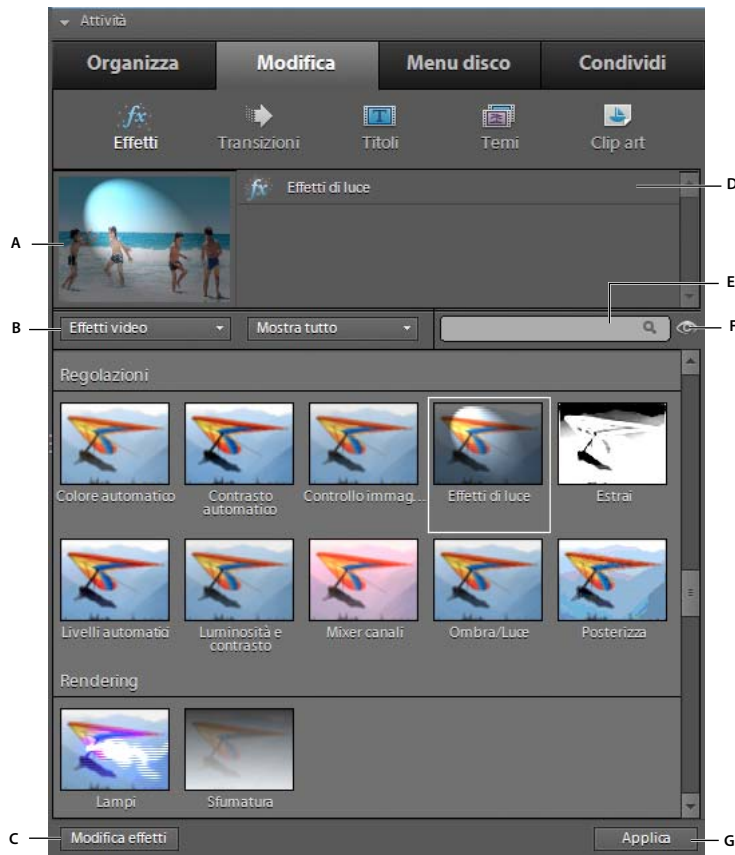 Attività
Organizza Modifica Menu disco Condividi
Effetti Transizioni Titoli Temi Clip art
fx Effetti di luce
D
A
E
B Effetti video Mostra tutto F
Regolazioni
Colore automatico Contrasto automatico Controllo immag... Effetti di luce Estrai
Livelli automatici Luminosità e contrasto Mixer canali Ombra/Luce Posterizza
Rendering
Lampi Sfumatura
C Modifica effetti Applica G